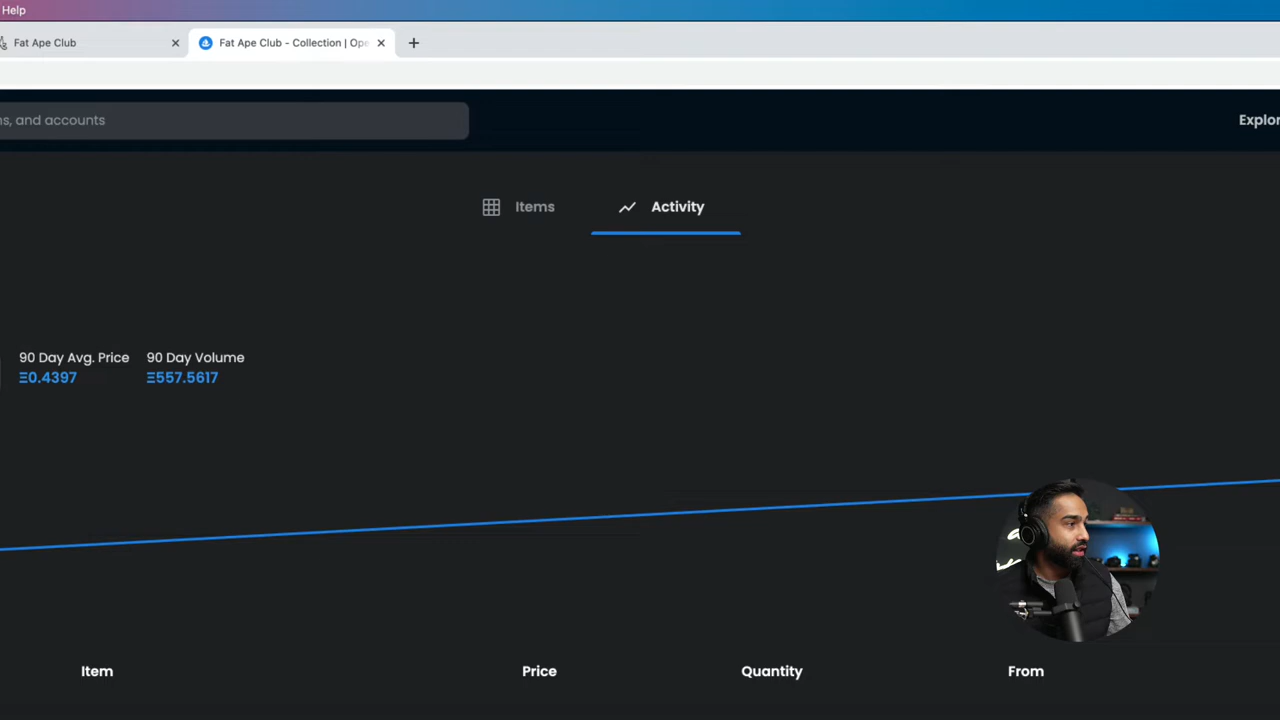 Help
Fat Ape Club
Fat Ape Club - Collection | Ope
ns, and accounts
Explor
Items
Activity
90 Day Avg. Price
90 Day Volume
Ξ0.4397
Ξ557.5617
Item
Price
Quantity
From